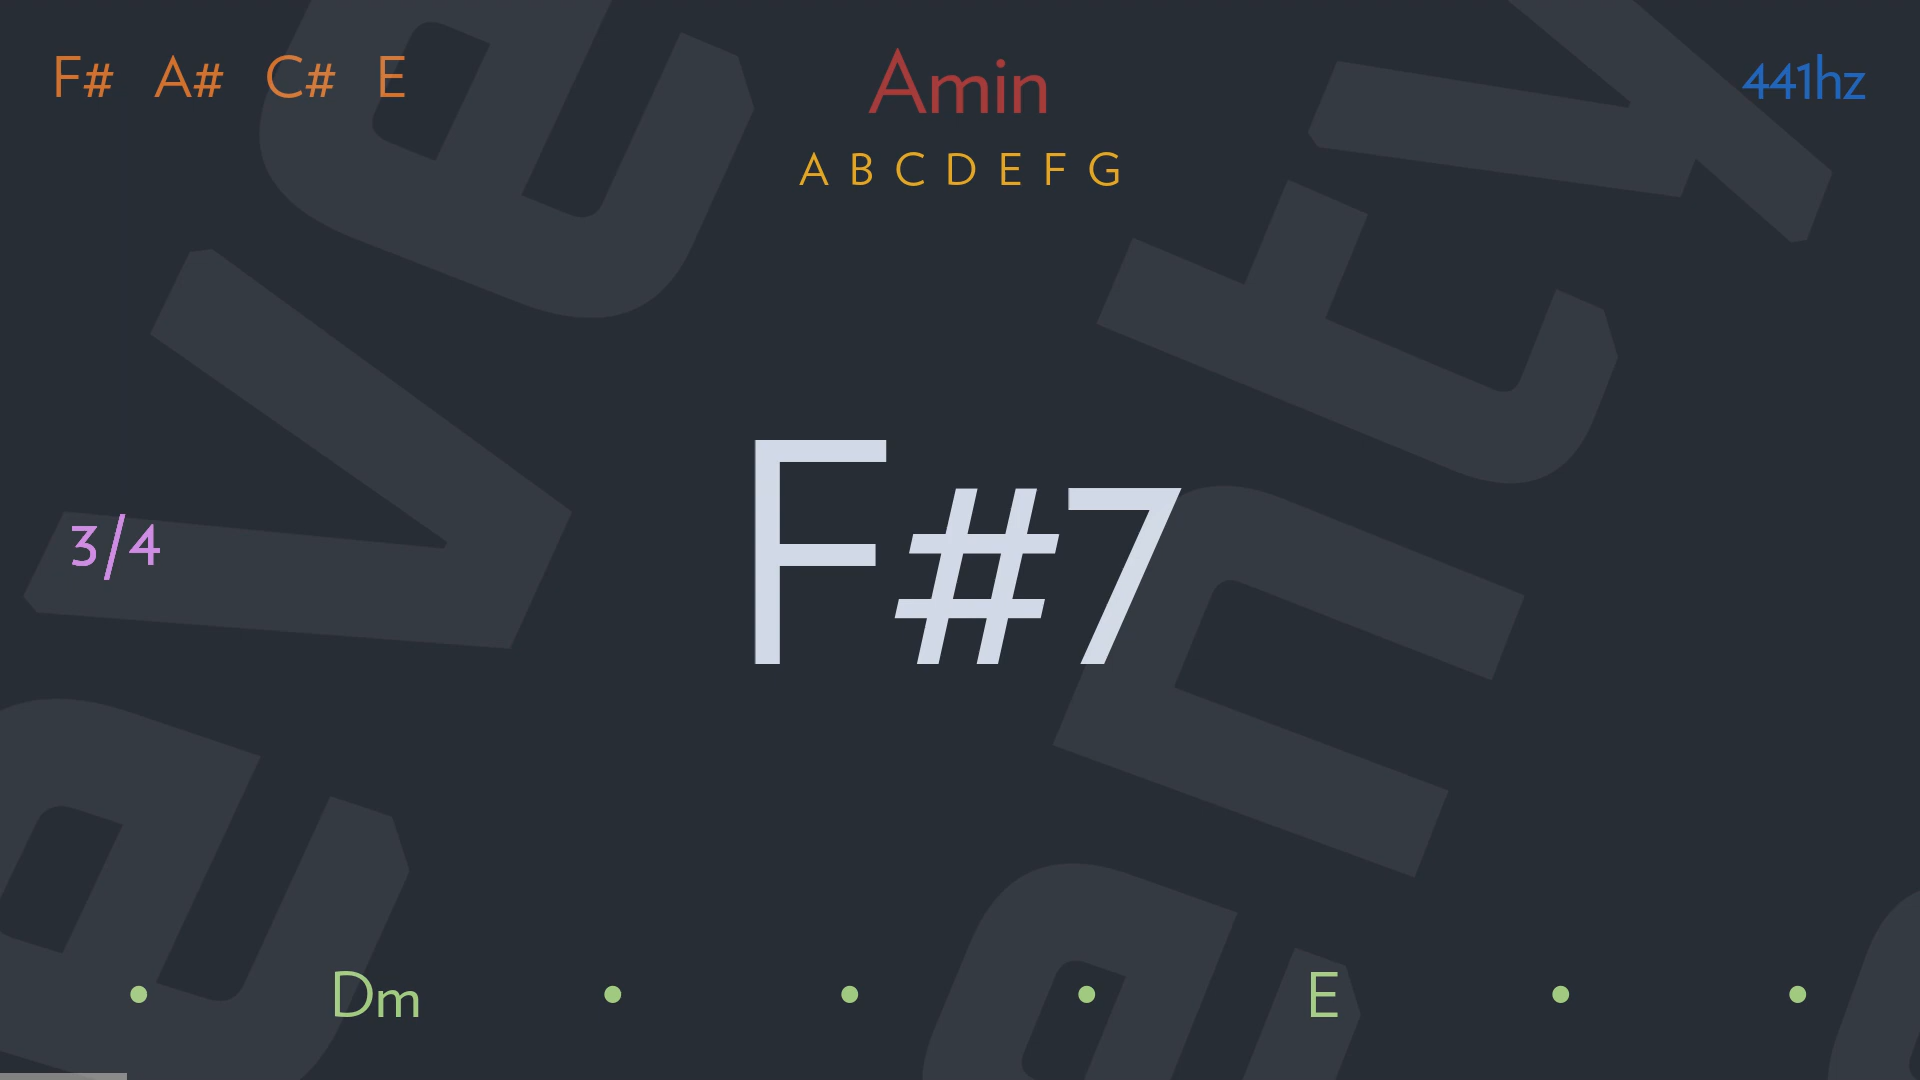 F# A# C# E
Amin
441hz
A B C D E F G
3/4
F#7
• Dm • • • E • •